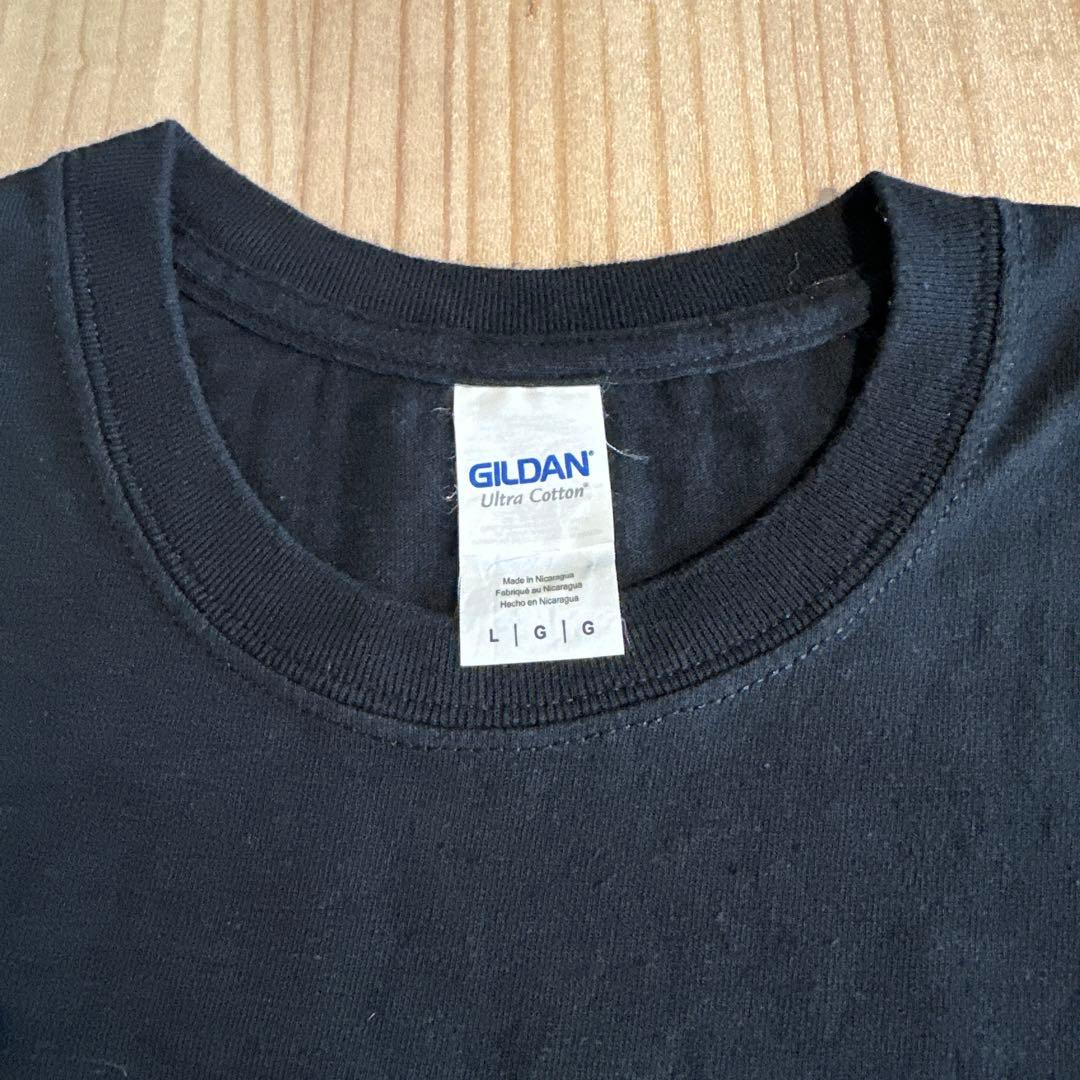 GILDAN®
Ultra Cotton®
Made in Nicaragua
Fabriqué au Nicaragua
Hecho en Nicaragua
L | G | G